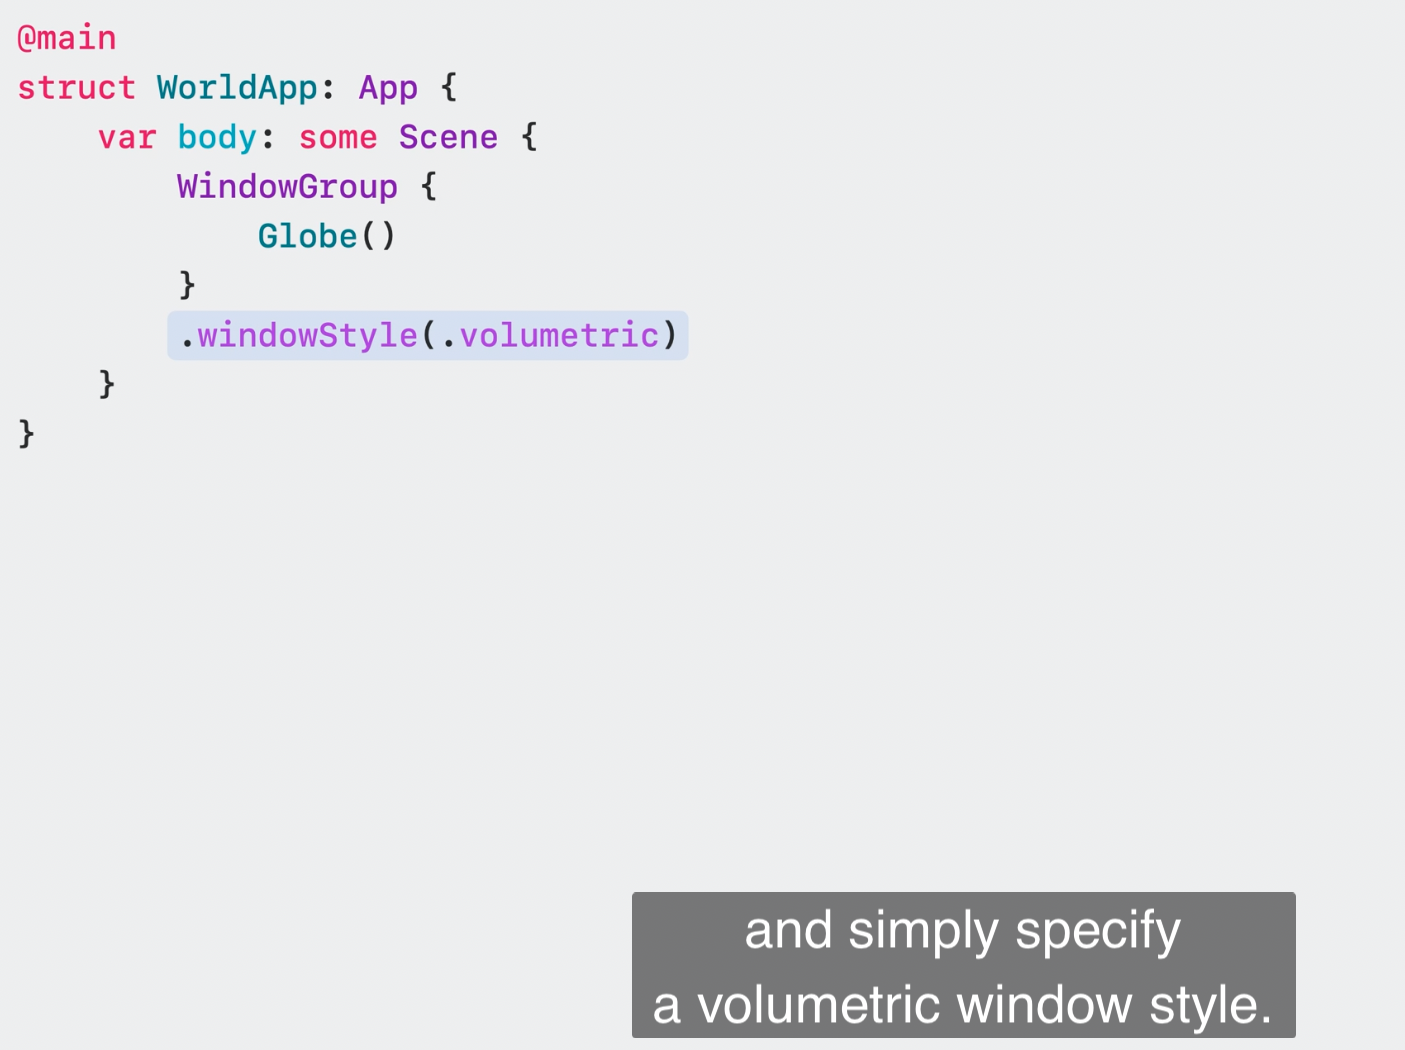 @main
struct WorldApp: App {
    var body: some Scene {
        WindowGroup {
            Globe()
        }
        .windowStyle(.volumetric)
    }
}
and simply specify
a volumetric window style.